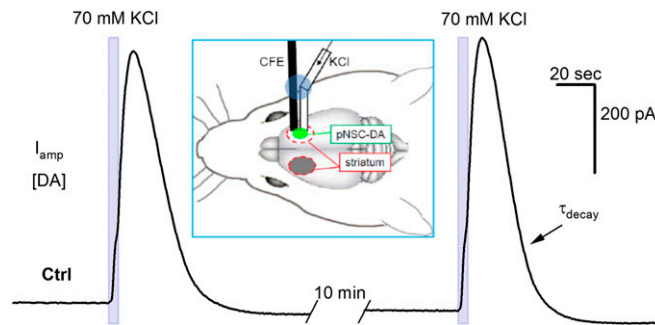 70 mM KCl
70 mM KCl
CFE
KCl
20 sec
200 pA
pNSC-DA
striatum
I_amp
[DA]
τ_decay
Ctrl
10 min